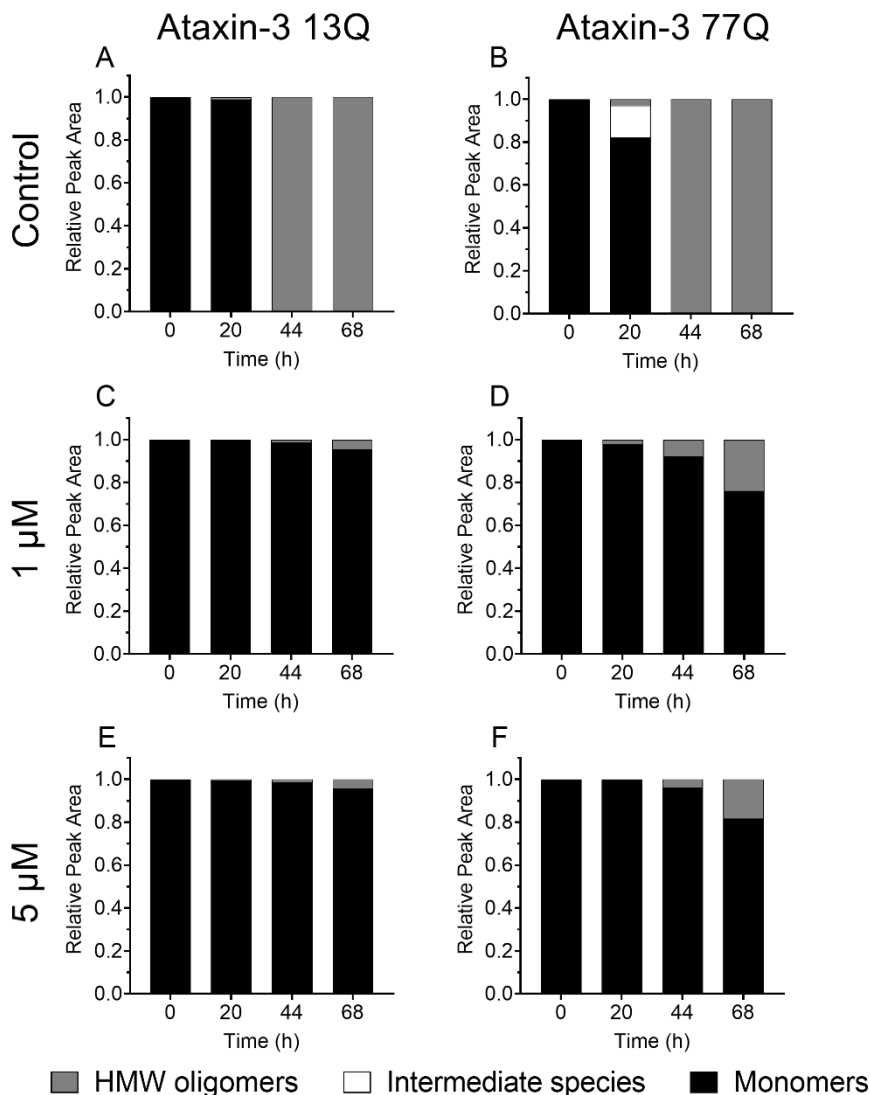 Ataxin-3 13Q
Ataxin-3 77Q
Control
A
Relative Peak Area
1.0
0.8
0.6
0.4
0.2
0.0
0 20 44 68
Time (h)
B
Relative Peak Area
1.0
0.8
0.6
0.4
0.2
0.0
0 20 44 68
Time (h)
1 µM
C
Relative Peak Area
1.0
0.8
0.6
0.4
0.2
0.0
0 20 44 68
Time (h)
D
Relative Peak Area
1.0
0.8
0.6
0.4
0.2
0.0
0 20 44 68
Time (h)
5 µM
E
Relative Peak Area
1.0
0.8
0.6
0.4
0.2
0.0
0 20 44 68
Time (h)
F
Relative Peak Area
1.0
0.8
0.6
0.4
0.2
0.0
0 20 44 68
Time (h)
HMW oligomers Intermediate species Monomers